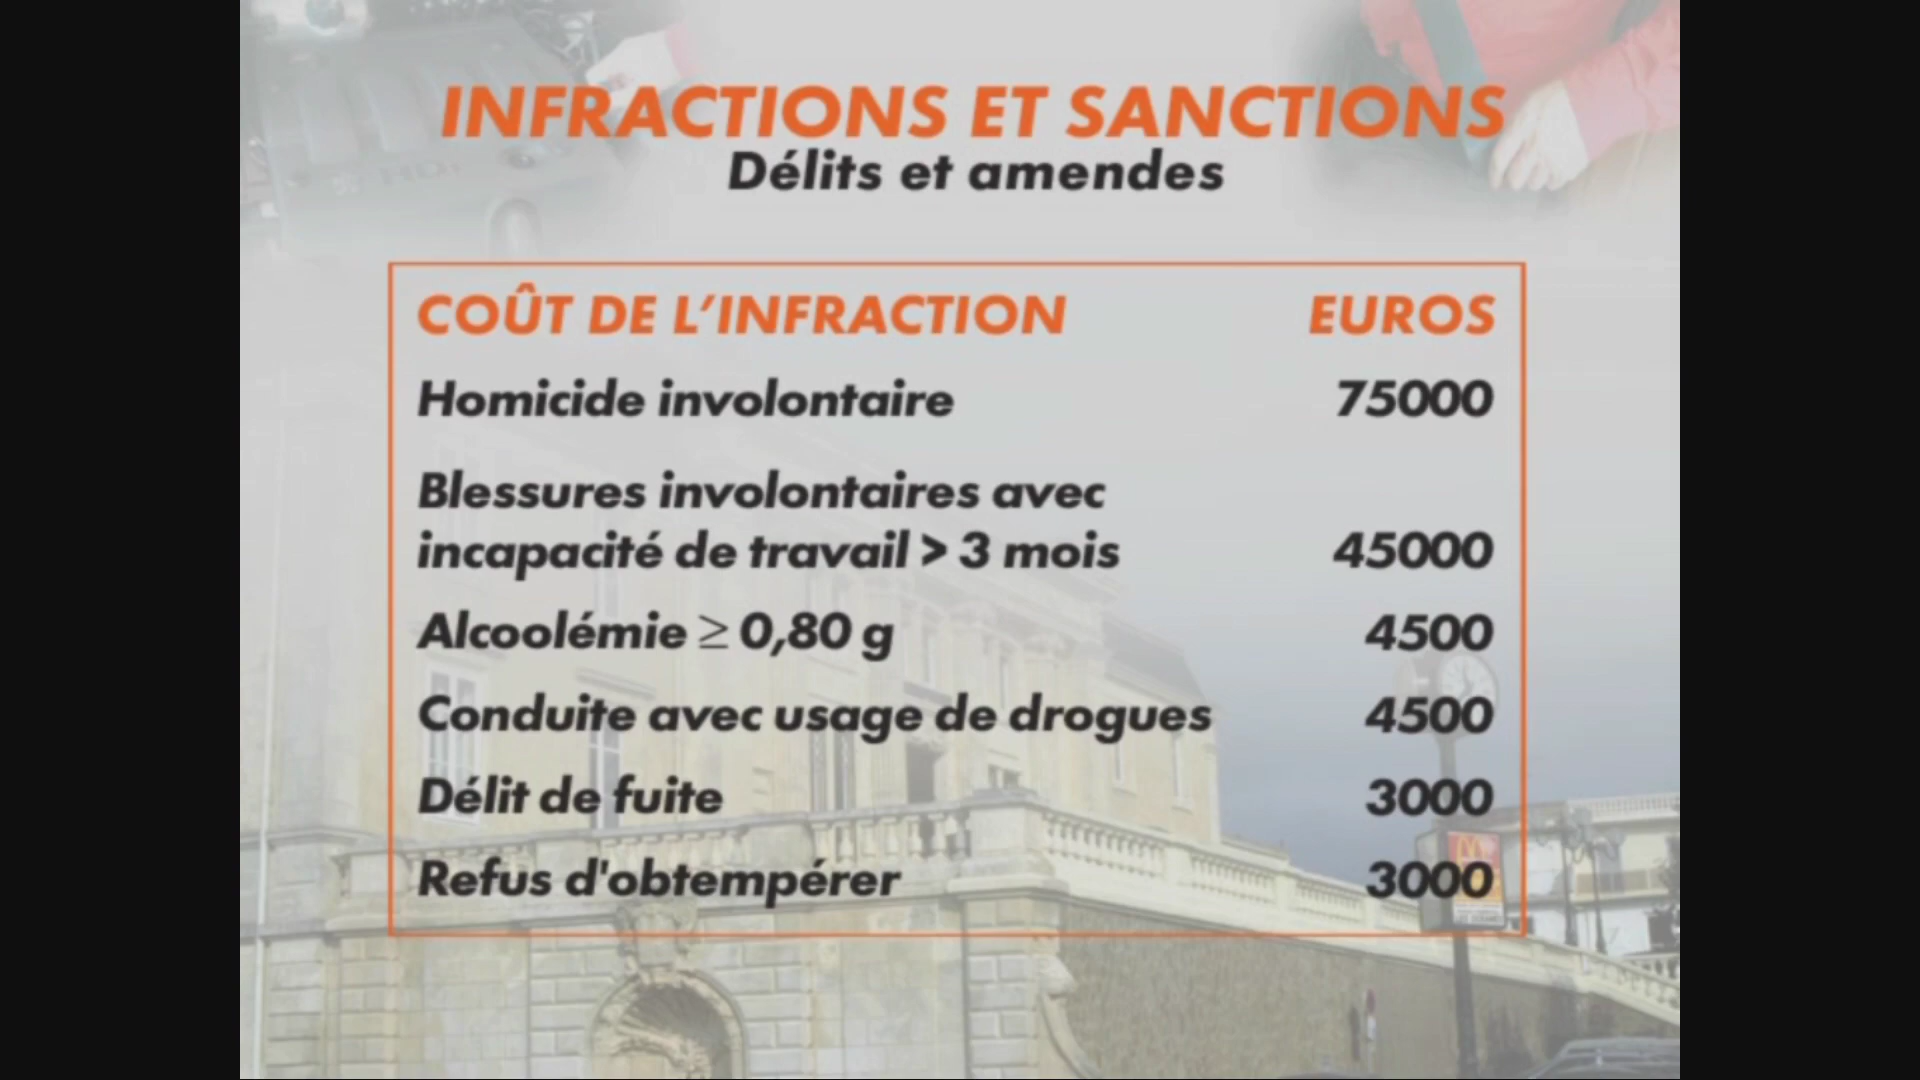 INFRACTIONS ET SANCTIONS
Délits et amendes
COÛT DE L'INFRACTION EUROS
Homicide involontaire 75000
Blessures involontaires avec
incapacité de travail > 3 mois 45000
Alcoolémie ≥ 0,80 g 4500
Conduite avec usage de drogues 4500
Délit de fuite 3000
Refus d'obtempérer 3000